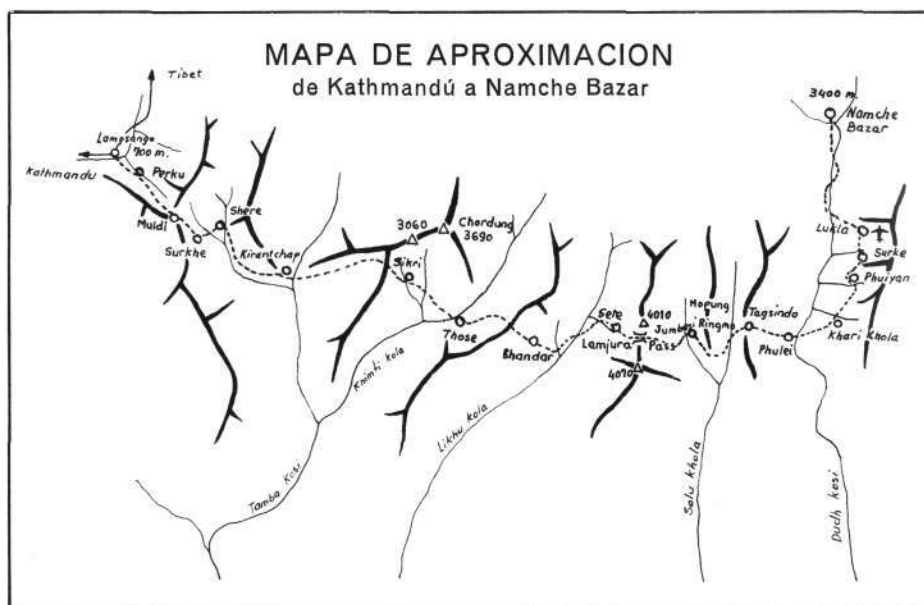 MAPA DE APROXIMACION
de Kathmandú a Namche Bazar
Tibet
3400 m.
Namche
Bazar
Lamosango
700 m.
Kathmandu
Perku
Shere
Muldi
Surkhe
Kirantchap
3060
Chordung
3690
Sikri
Those
Bhandar
Sete
4010
Lamjura
Pass
4070
Jumbesi
Mopung
Ringmo
Tagsindo
Phulei
Lukla
Surke
Phuiyan
Khari Khola
Khimti kola
Likhu kola
Tamba Kosi
Solu Khola
Dudh kosi